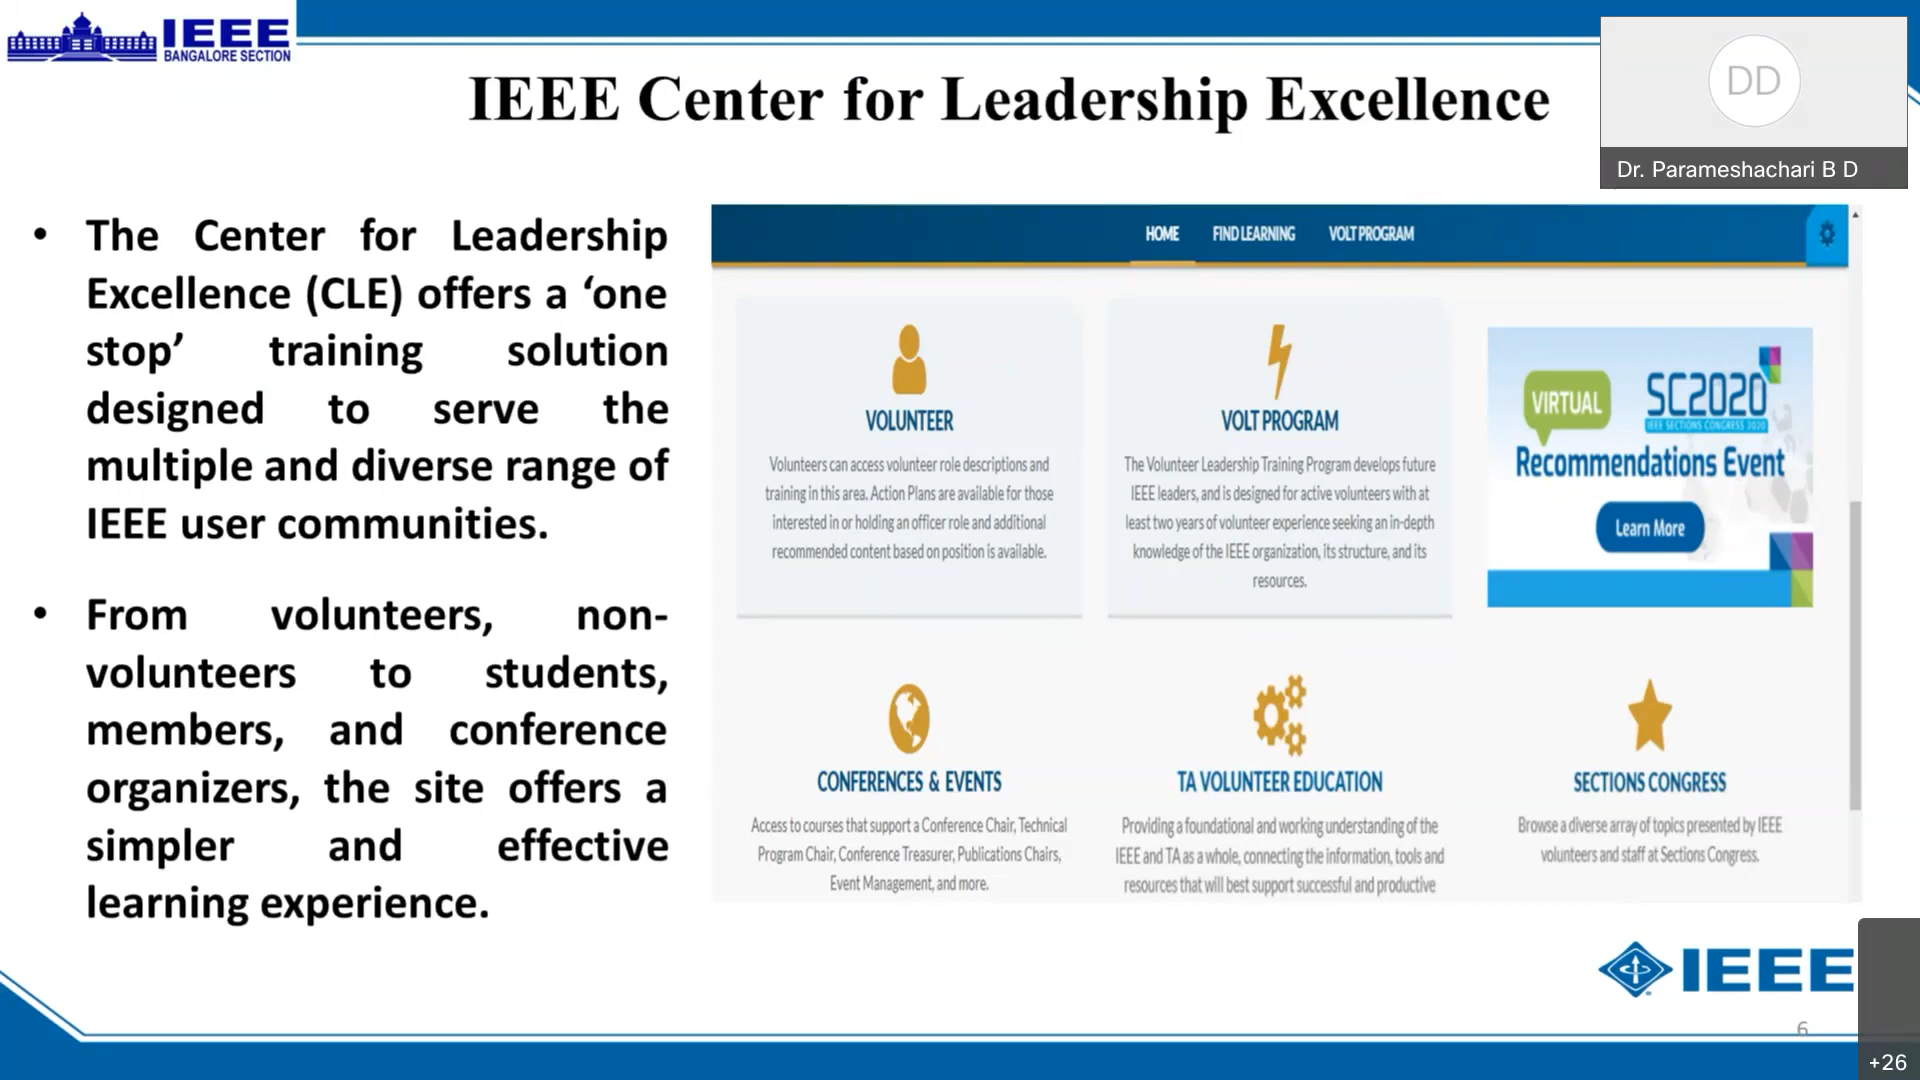 IEEE
BANGALORE SECTION
IEEE Center for Leadership Excellence
DD
Dr. Parameshachari B D
• The Center for Leadership
Excellence (CLE) offers a ‘one
stop’ training solution
designed to serve the
multiple and diverse range of
IEEE user communities.
• From volunteers, non-
volunteers to students,
members, and conference
organizers, the site offers a
simpler and effective
learning experience.
HOME FIND LEARNING VOLT PROGRAM
VOLUNTEER
Volunteers can access volunteer role descriptions and
training in this area. Action Plans are available for those
interested in or holding an officer role and additional
recommended content based on position is available.
VOLT PROGRAM
The Volunteer Leadership Training Program develops future
IEEE leaders, and is designed for active volunteers with at
least two years of volunteer experience seeking an in-depth
knowledge of the IEEE organization, its structure, and its
resources.
VIRTUAL SC2020
IEEE SECTIONS CONGRESS 2020
Recommendations Event
Learn More
CONFERENCES & EVENTS
Access to courses that support a Conference Chair, Technical
Program Chair, Conference Treasurer, Publications Chairs,
Event Management, and more.
TA VOLUNTEER EDUCATION
Providing a foundational and working understanding of the
IEEE and TA as a whole, connecting the information, tools and
resources that will best support successful and productive
SECTIONS CONGRESS
Browse a diverse array of topics presented by IEEE
volunteers and staff at Sections Congress.
IEEE
6
+26